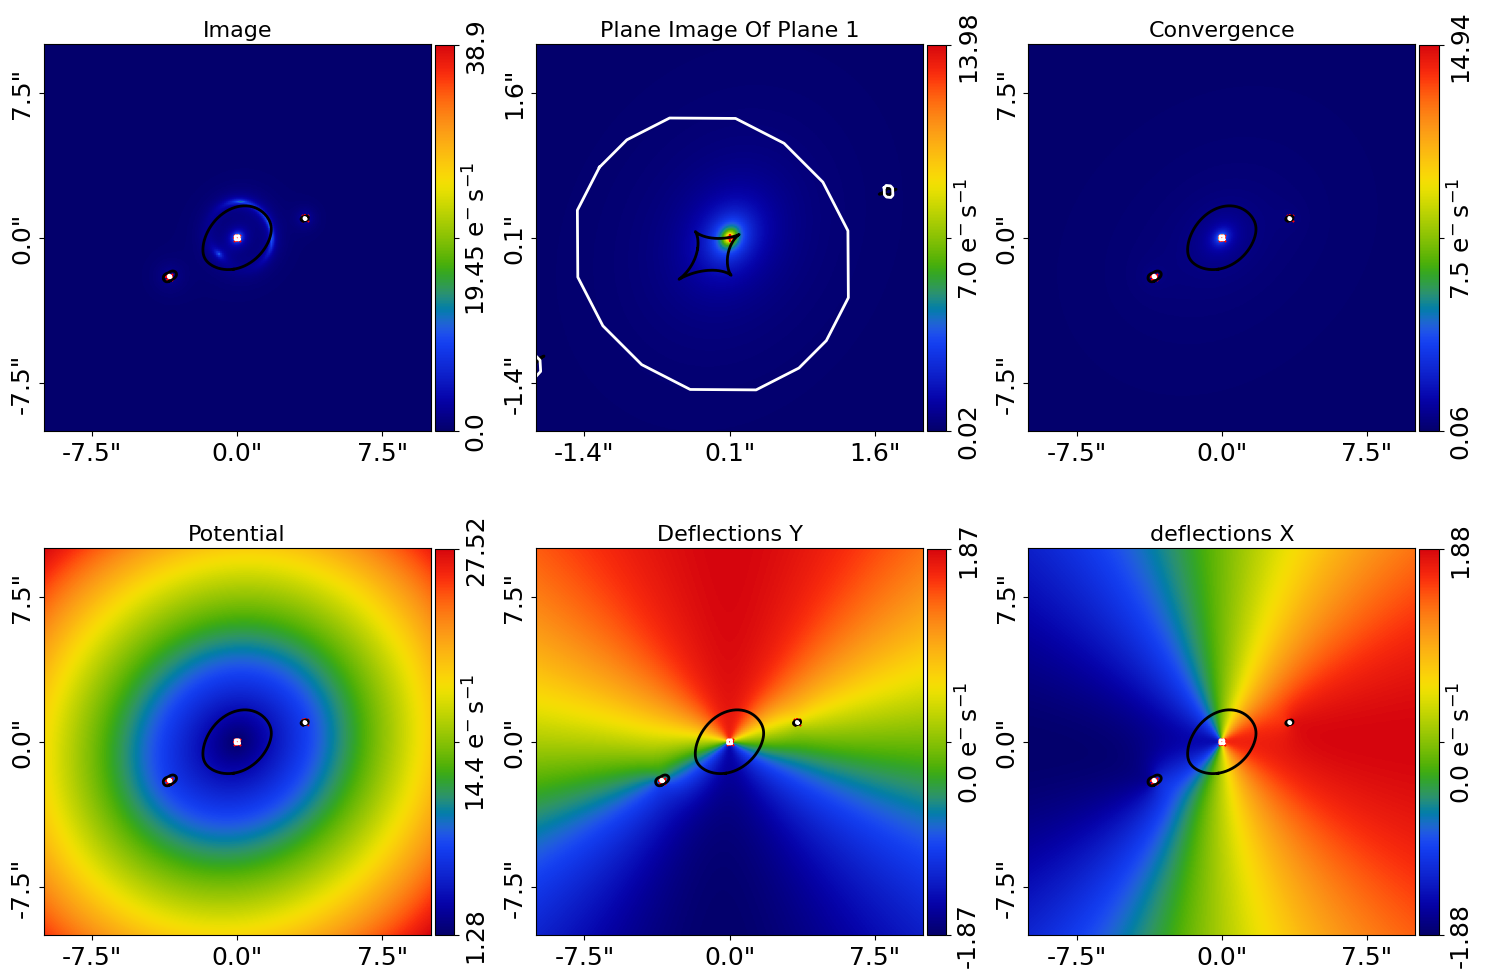 Image
Plane Image Of Plane 1
Convergence
7.5"
0.0"
-7.5"
-7.5" 0.0" 7.5"
38.9
19.45 e⁻ s⁻¹
0.0
1.6"
0.1"
-1.4"
-1.4" 0.1" 1.6"
13.98
7.0 e⁻ s⁻¹
0.02
7.5"
0.0"
-7.5"
-7.5" 0.0" 7.5"
14.94
7.5 e⁻ s⁻¹
0.06
Potential
Deflections Y
deflections X
7.5"
0.0"
-7.5"
-7.5" 0.0" 7.5"
27.52
14.4 e⁻ s⁻¹
1.28
7.5"
0.0"
-7.5"
-7.5" 0.0" 7.5"
1.87
0.0 e⁻ s⁻¹
-1.87
7.5"
0.0"
-7.5"
-7.5" 0.0" 7.5"
1.88
0.0 e⁻ s⁻¹
-1.88